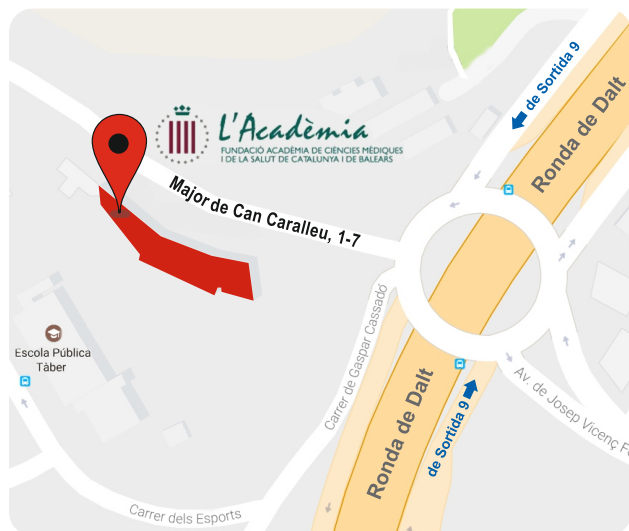 de Sortida 9
Ronda de Dalt
L'Acadèmia
FUNDACIÓ ACADÈMIA DE CIÈNCIES MÈDIQUES
I DE LA SALUT DE CATALUNYA I DE BALEARS
Major de Can Caralleu, 1-7
Carrer de Gaspar Cassadó
Escola Pública
Tàber
Ronda de Dalt
de Sortida 9
Av. de Josep Vicenç Fo
Carrer dels Esports